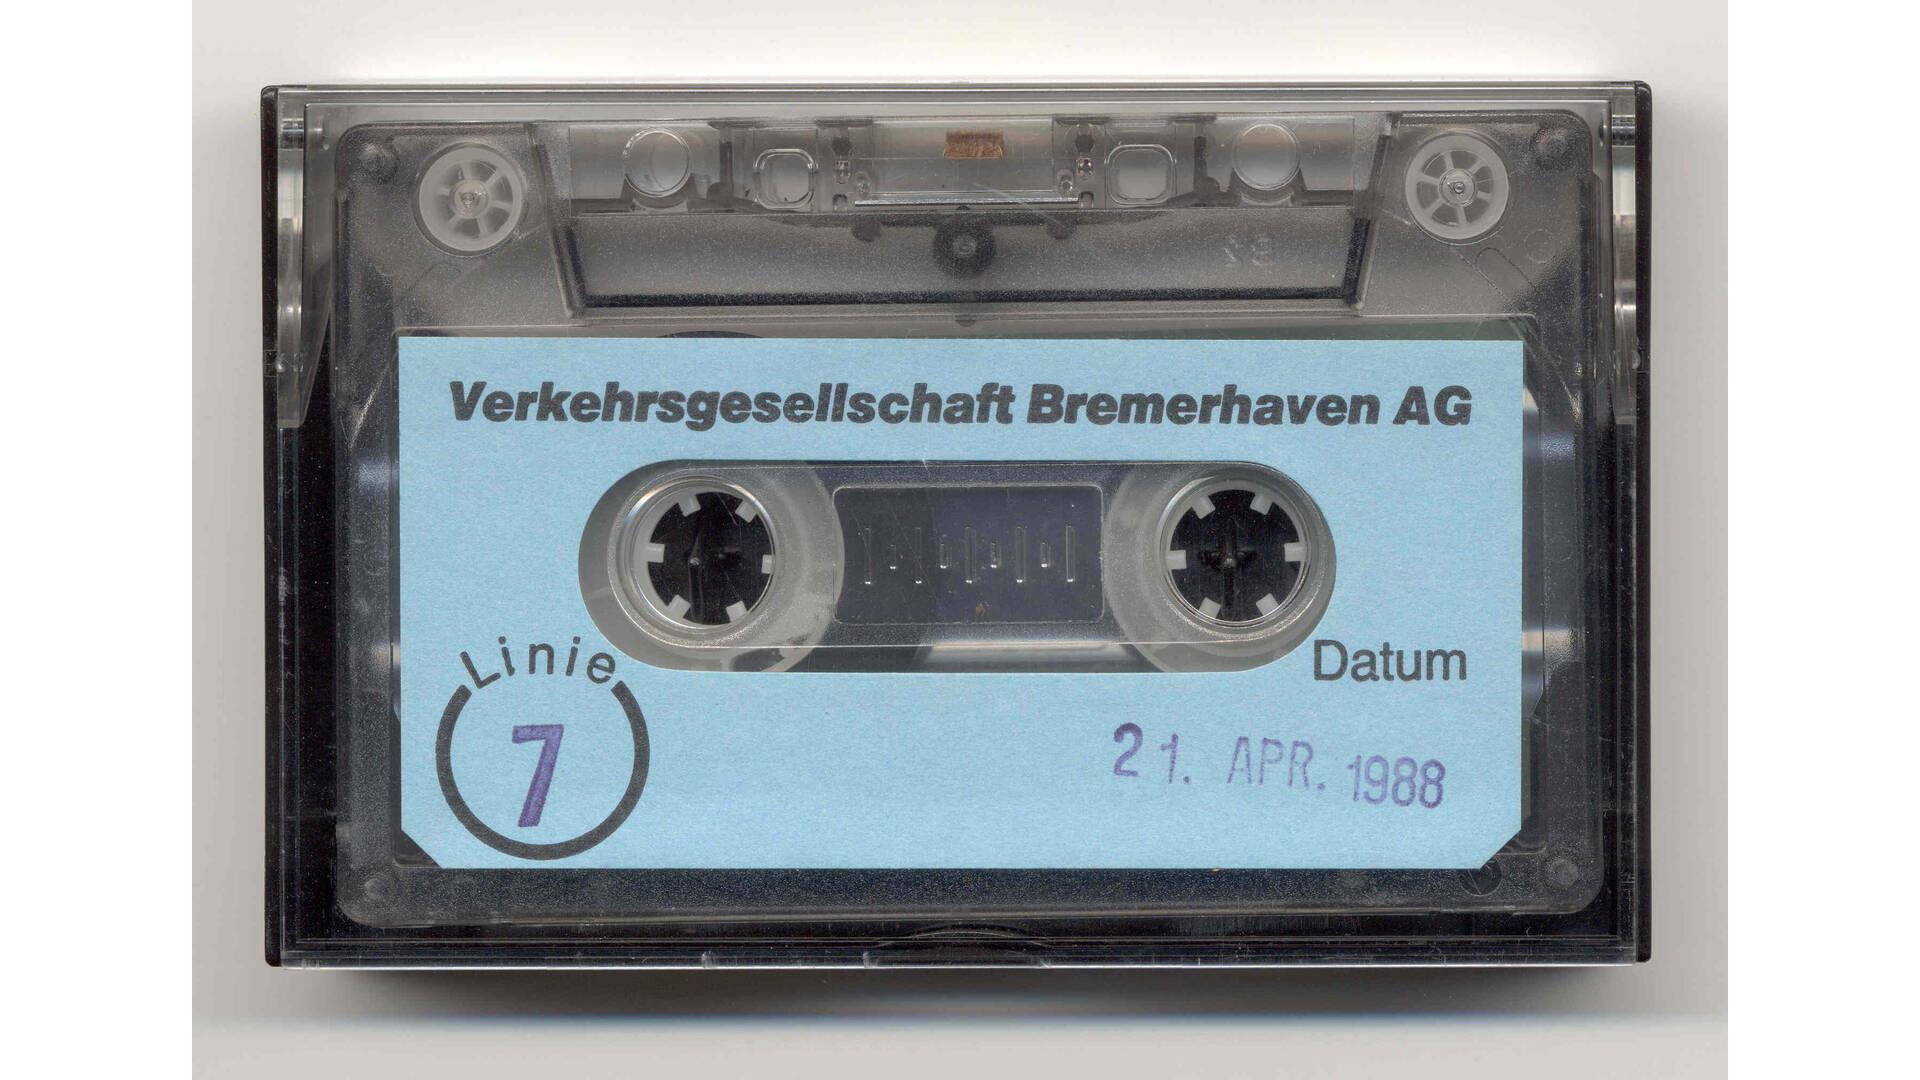 Verkehrsgesellschaft Bremerhaven AG
Linie
7
Datum
21. APR. 1988